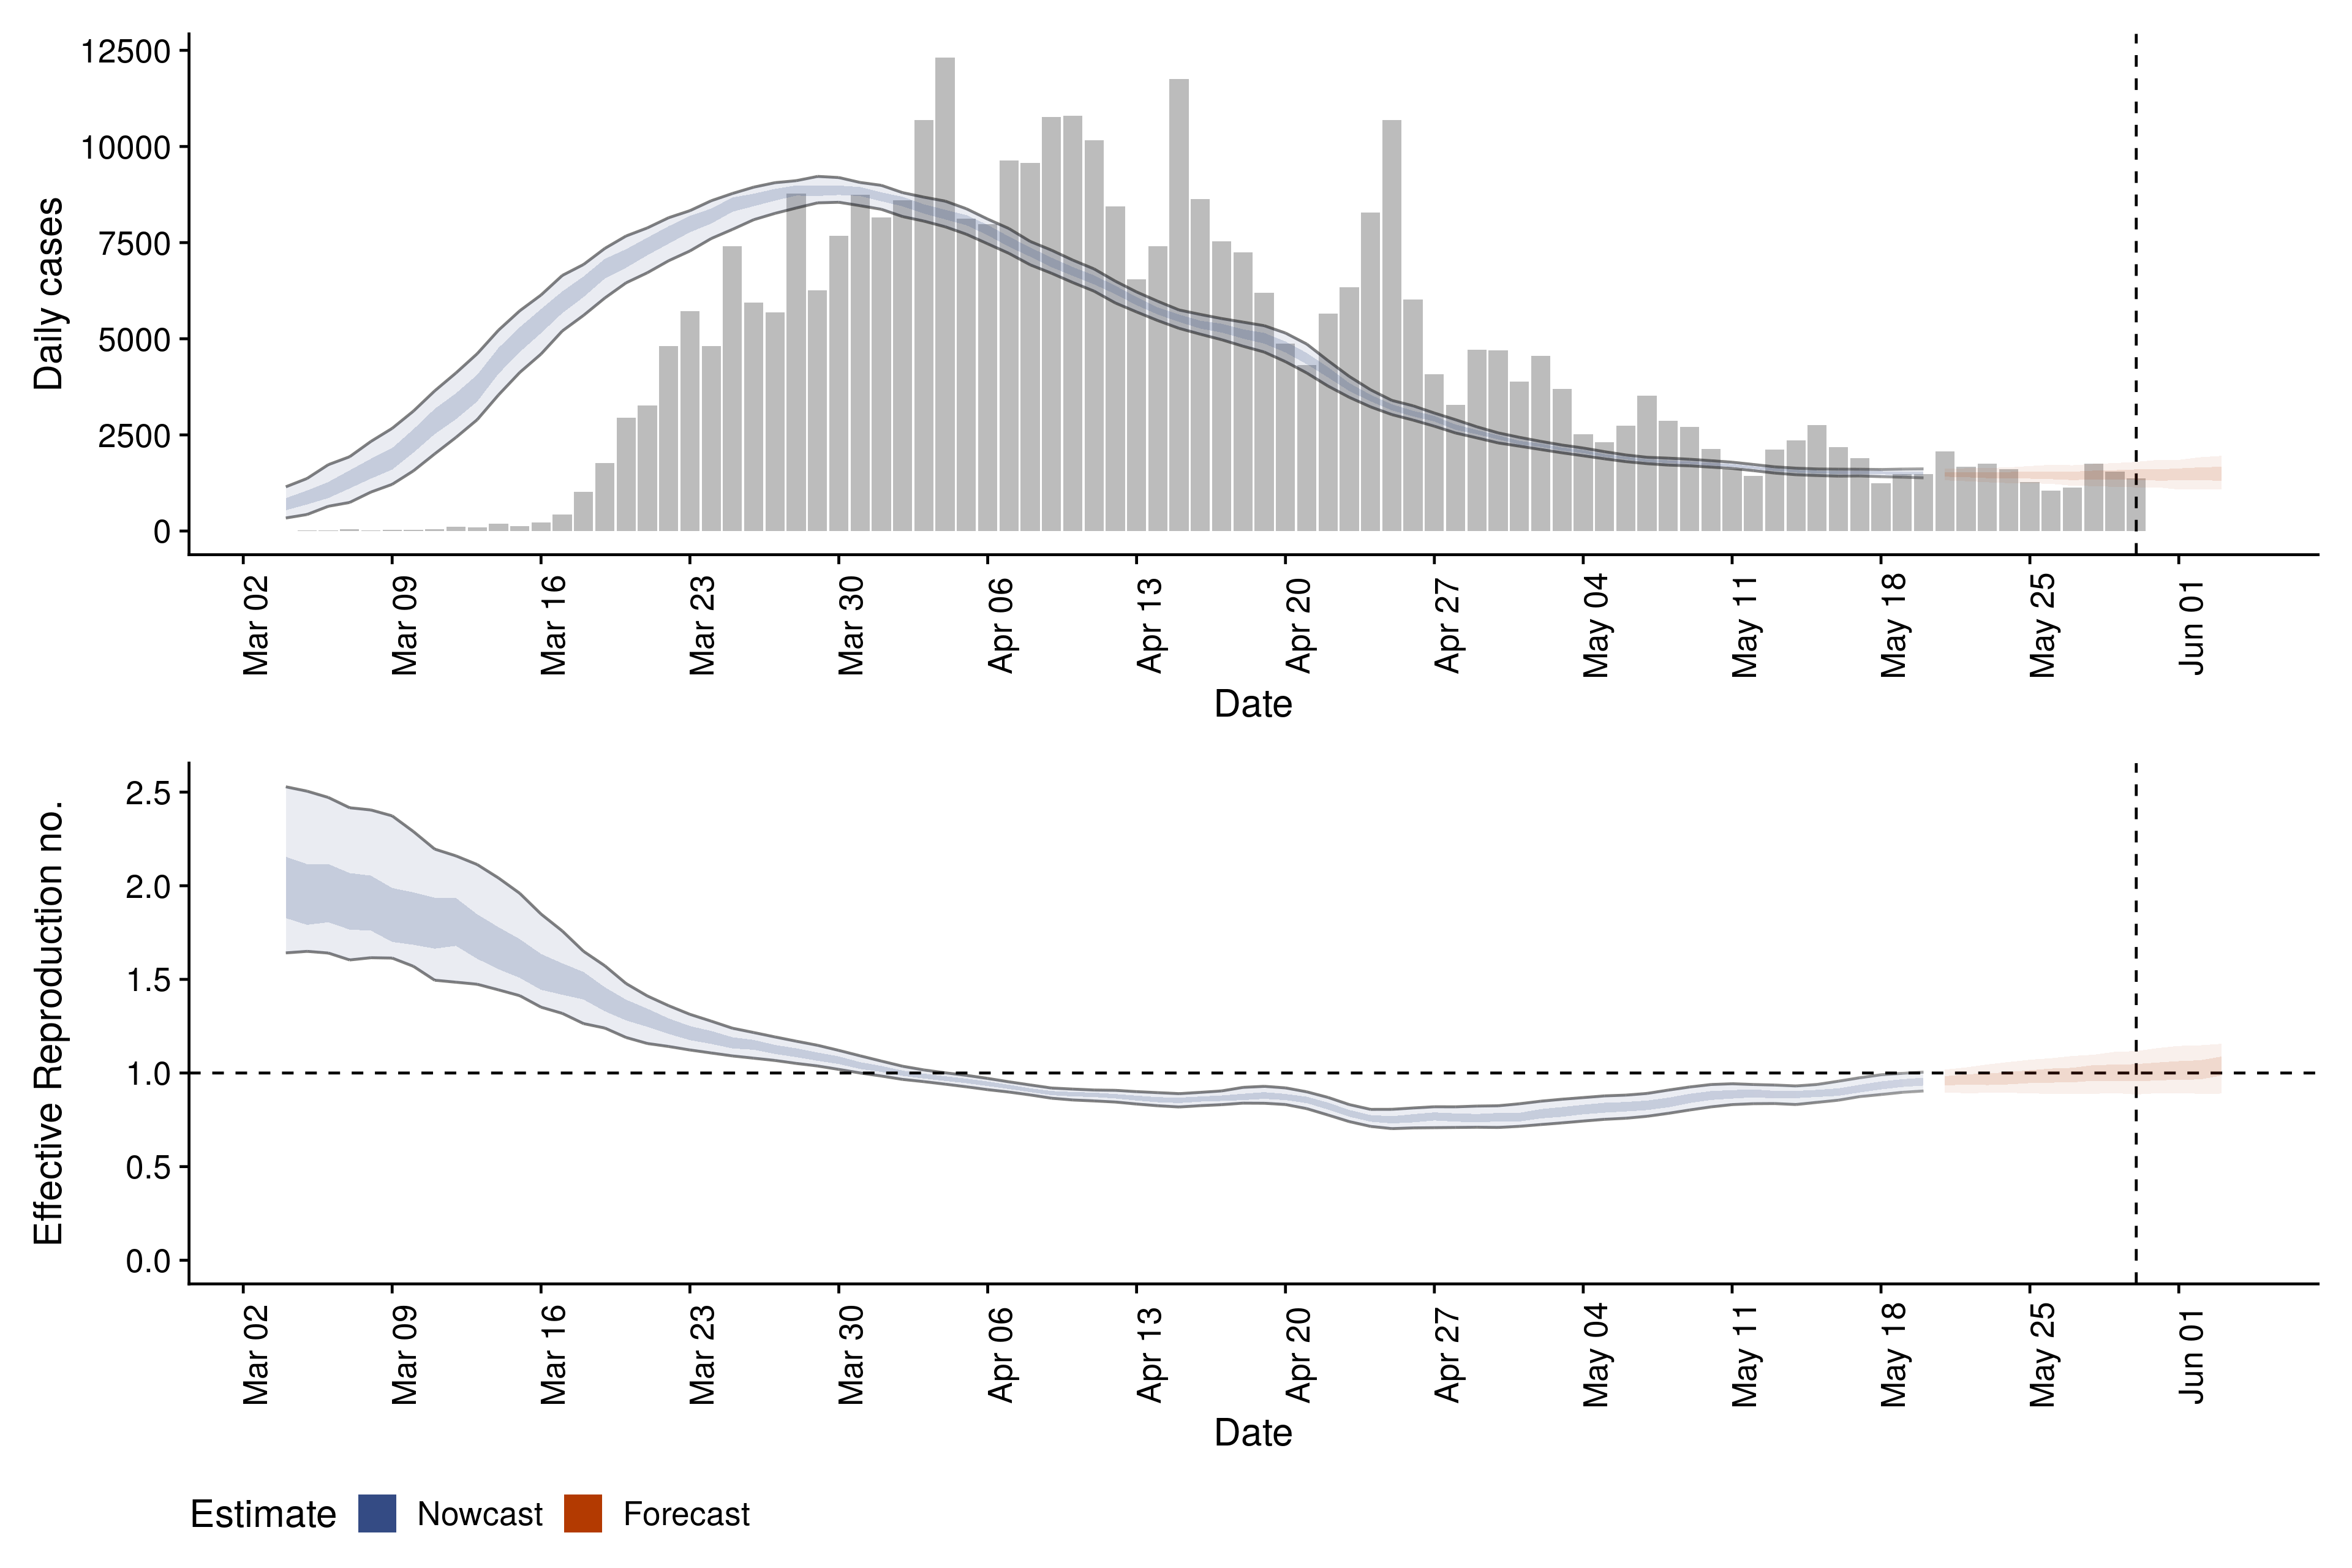 12500
10000
7500
5000
2500
0
Daily cases
Mar 02 Mar 09 Mar 16 Mar 23 Mar 30 Apr 06 Apr 13 Apr 20 Apr 27 May 04 May 11 May 18 May 25 Jun 01
Date
2.5
2.0
1.5
1.0
0.5
0.0
Effective Reproduction no.
Mar 02 Mar 09 Mar 16 Mar 23 Mar 30 Apr 06 Apr 13 Apr 20 Apr 27 May 04 May 11 May 18 May 25 Jun 01
Date
Estimate Nowcast Forecast